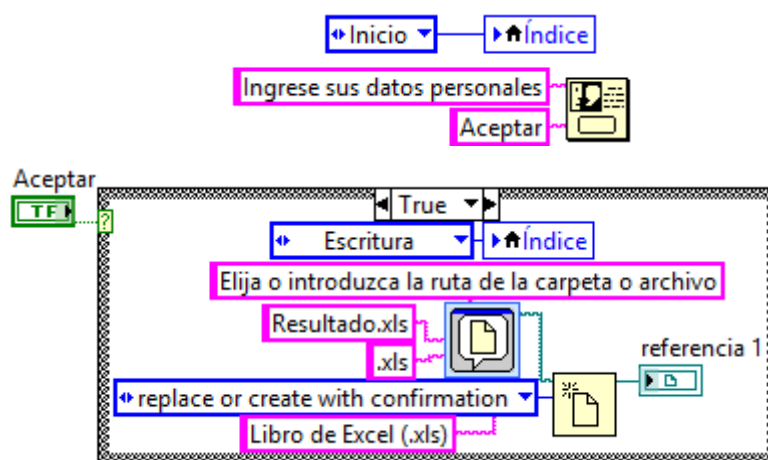 Inicio Índice
Ingrese sus datos personales
Aceptar
Aceptar
TF
?
True
Escritura Índice
Elija o introduzca la ruta de la carpeta o archivo
Resultado.xls
.xls
referencia 1
replace or create with confirmation
Libro de Excel (.xls)